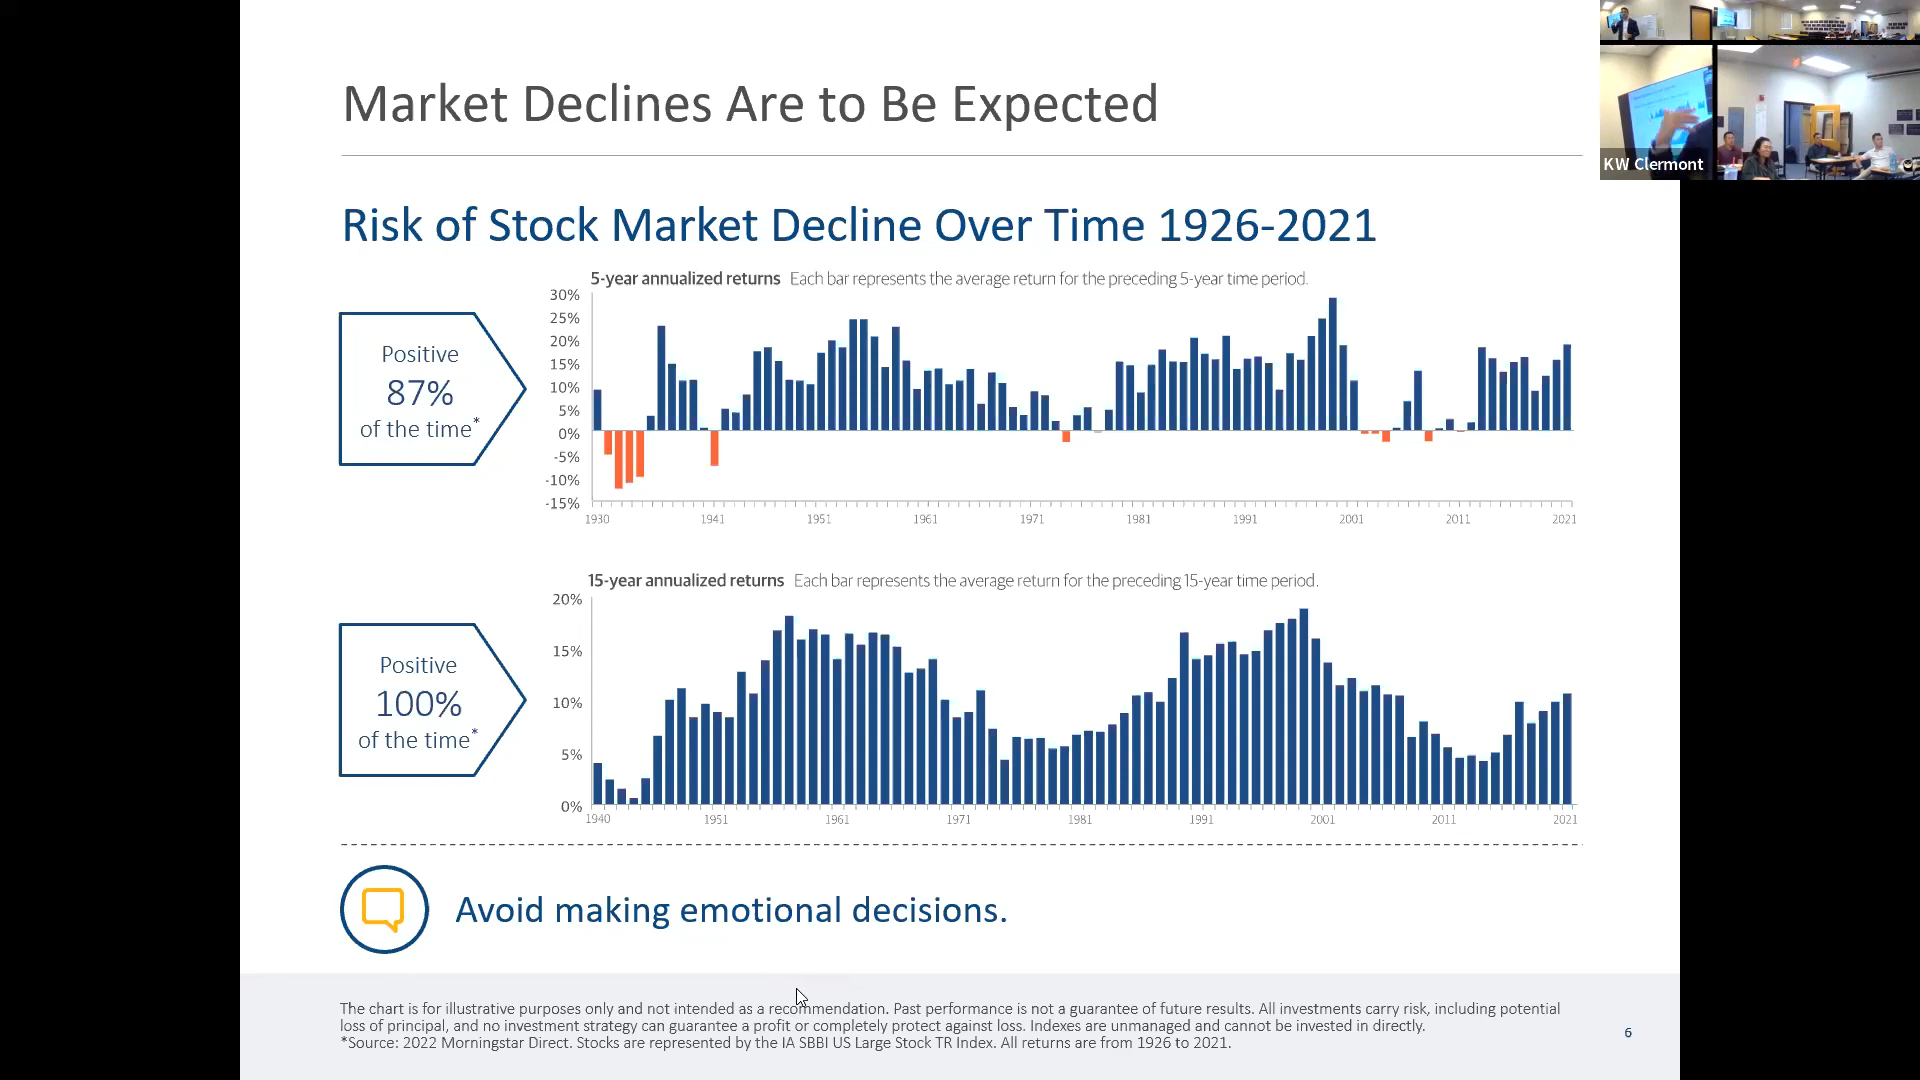 Market Declines Are to Be Expected
KW Clermont
Risk of Stock Market Decline Over Time 1926-2021
5-year annualized returns Each bar represents the average return for the preceding 5-year time period.
30%
25%
20%
15%
10%
5%
0%
-5%
-10%
-15%
1930 1941 1951 1961 1971 1981 1991 2001 2011 2021
Positive
87%
of the time*
15-year annualized returns Each bar represents the average return for the preceding 15-year time period.
20%
15%
10%
5%
0%
1940 1951 1961 1971 1981 1991 2001 2011 2021
Positive
100%
of the time*
Avoid making emotional decisions.
The chart is for illustrative purposes only and not intended as a recommendation. Past performance is not a guarantee of future results. All investments carry risk, including potential
loss of principal, and no investment strategy can guarantee a profit or completely protect against loss. Indexes are unmanaged and cannot be invested in directly.
*Source: 2022 Morningstar Direct. Stocks are represented by the IA SBBI US Large Stock TR Index. All returns are from 1926 to 2021.
6